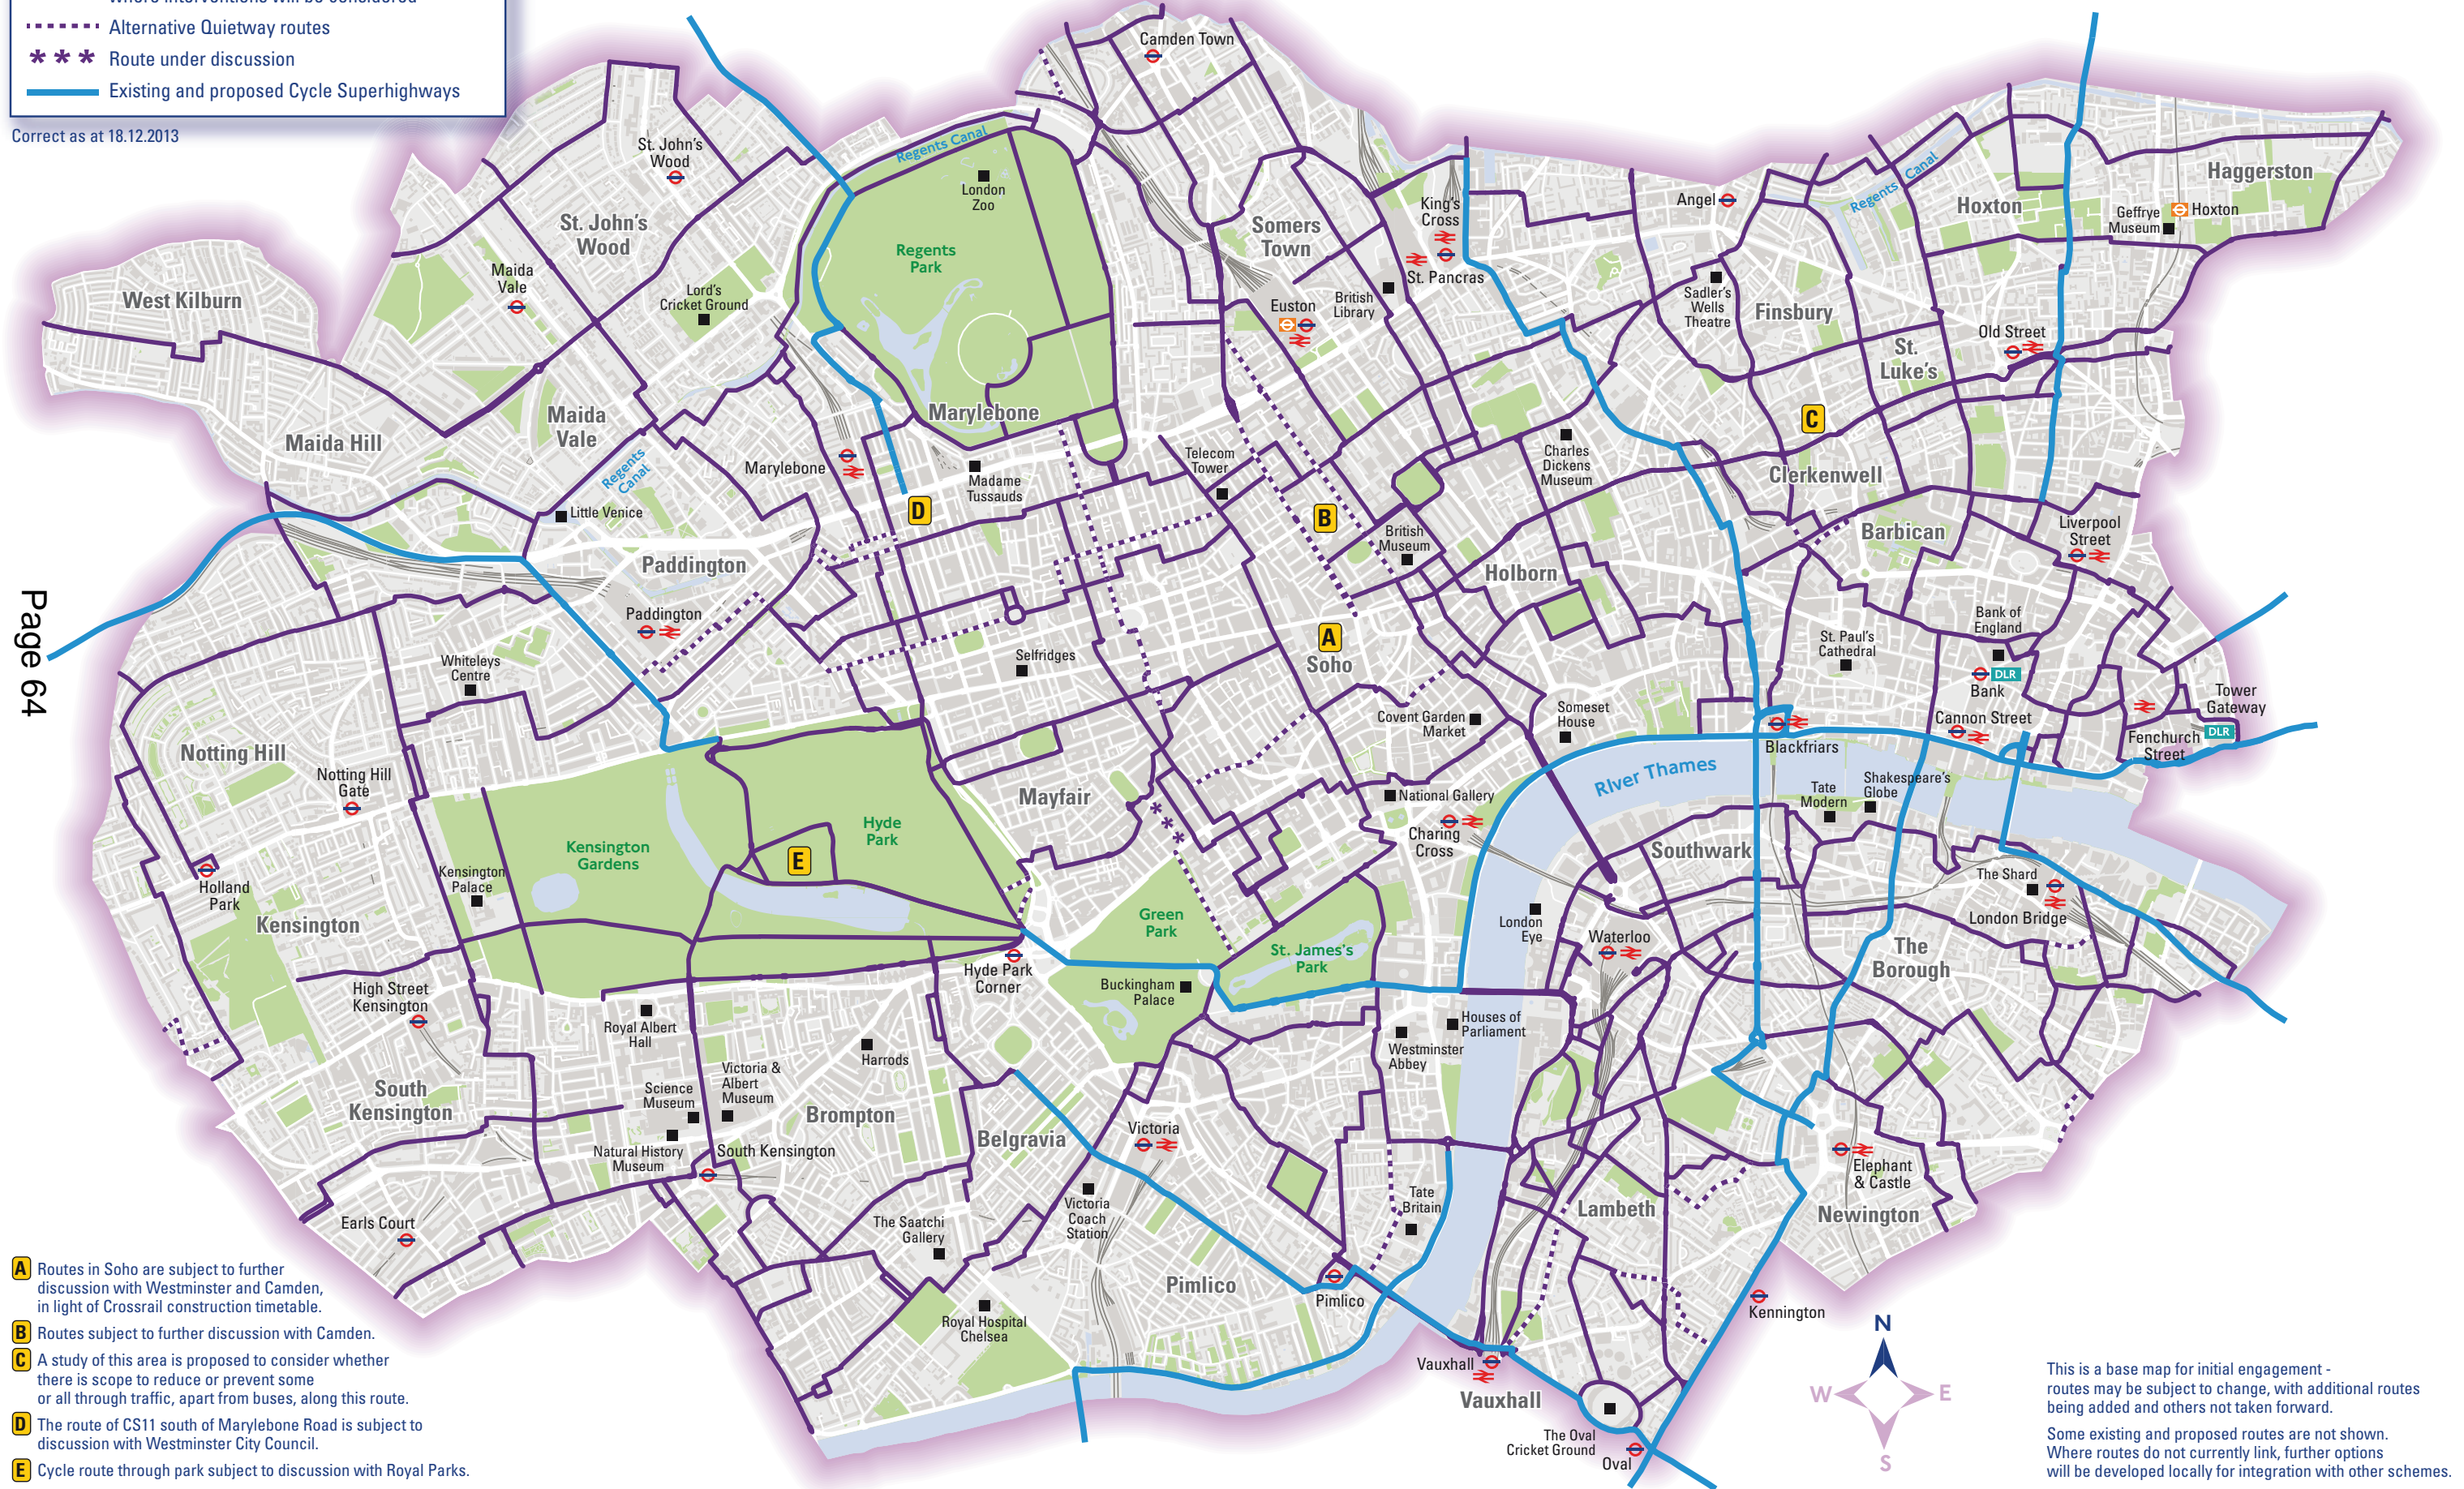 where interventions will be considered
Alternative Quietway routes
Route under discussion
Existing and proposed Cycle Superhighways
Correct as at 18.12.2013
Page 64
Camden Town
St. John's
Wood
St. John's
Wood
Regents Canal
London
Zoo
Regents
Park
Somers
Town
King's
Cross
St. Pancras
Angel
Regents Canal
Hoxton
Haggerston
Geffrye
Museum
Hoxton
West Kilburn
Maida
Vale
Lord's
Cricket Ground
Euston
British
Library
Sadler's
Wells
Theatre
Finsbury
St.
Luke's
Old Street
Maida Hill
Maida
Vale
Regents
Canal
Marylebone
Marylebone
Madame
Tussauds
Telecom
Tower
Charles
Dickens
Museum
C
Clerkenwell
Little Venice
D
B
British
Museum
Barbican
Liverpool
Street
Paddington
Paddington
Holborn
Whiteleys
Centre
Selfridges
A
Soho
St. Paul's
Cathedral
Bank of
England
DLR
Bank
Tower
Gateway
Notting Hill
Notting Hill
Gate
Covent Garden
Market
Someset
House
Blackfriars
Cannon Street
Fenchurch
Street
DLR
RIver Thames
Mayfair
National Gallery
Charing
Cross
Tate
Modern
Shakespeare's
Globe
Hyde
Park
E
Kensington
Gardens
Kensington
Palace
Holland
Park
Kensington
Southwark
The Shard
London Bridge
Green
Park
St. James's
Park
London
Eye
Waterloo
The
Borough
High Street
Kensington
Royal Albert
Hall
Hyde Park
Corner
Buckingham
Palace
Harrods
Houses of
Parliament
Westminster
Abbey
South
Kensington
Science
Museum
Victoria &
Albert
Museum
Brompton
Belgravia
Victoria
Natural History
Museum
South Kensington
Elephant
& Castle
Newington
Earls Court
The Saatchi
Gallery
Victoria
Coach
Station
Tate
Britain
Lambeth
Pimlico
Pimlico
Royal Hospital
Chelsea
Kennington
Vauxhall
Vauxhall
The Oval
Cricket Ground
Oval
A Routes in Soho are subject to further
discussion with Westminster and Camden,
in light of Crossrail construction timetable.
B Routes subject to further discussion with Camden.
C A study of this area is proposed to consider whether
there is scope to reduce or prevent some
or all through traffic, apart from buses, along this route.
D The route of CS11 south of Marylebone Road is subject to
discussion with Westminster City Council.
E Cycle route through park subject to discussion with Royal Parks.
N
W
E
S
This is a base map for initial engagement -
routes may be subject to change, with additional routes
being added and others not taken forward.
Some existing and proposed routes are not shown.
Where routes do not currently link, further options
will be developed locally for integration with other schemes.